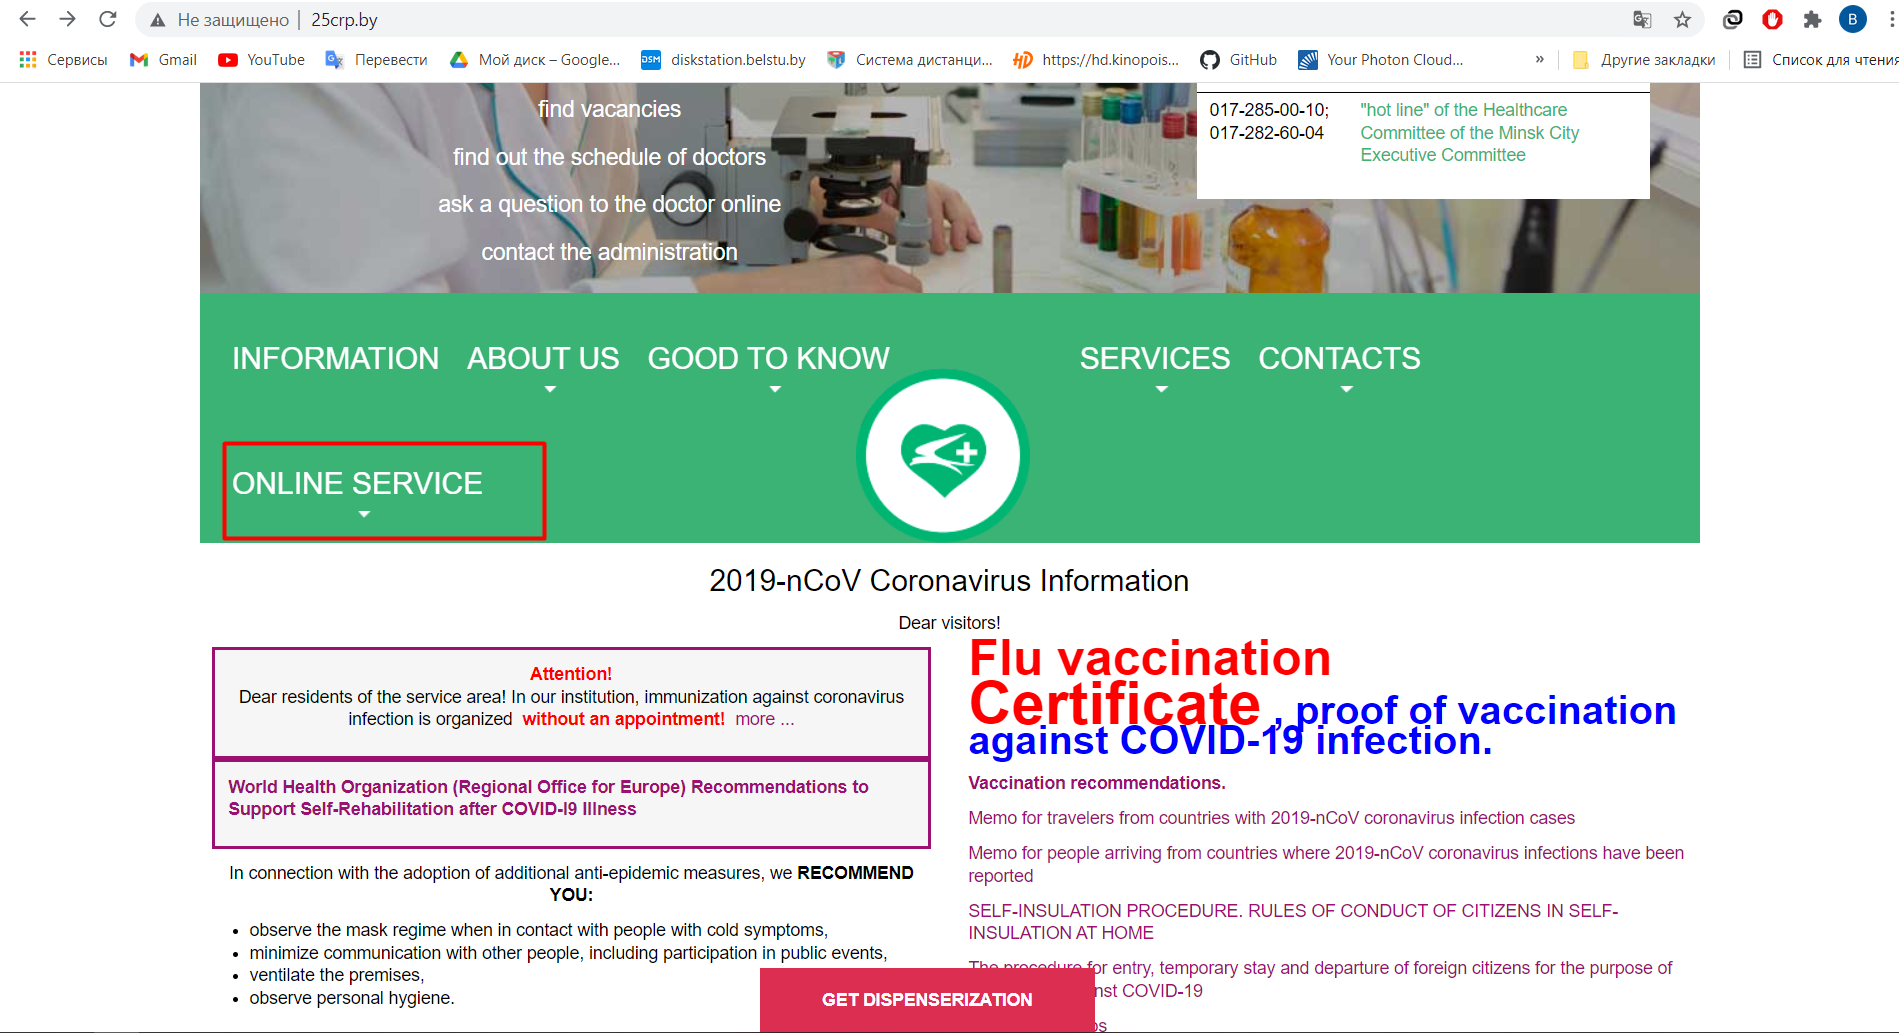 Не защищено | 25crp.by
Сервисы Gmail YouTube Перевести Мой диск – Google... DSM diskstation.belstu.by Система дистанци... HD https://hd.kinopois... GitHub Your Photon Cloud... » Другие закладки Список для чтения
B
find vacancies
find out the schedule of doctors
ask a question to the doctor online
contact the administration
017-285-00-10;
017-282-60-04
"hot line" of the Healthcare
Committee of the Minsk City
Executive Committee
INFORMATION ABOUT US GOOD TO KNOW SERVICES CONTACTS
ONLINE SERVICE
2019-nCoV Coronavirus Information
Dear visitors!
Attention!
Dear residents of the service area! In our institution, immunization against coronavirus
infection is organized without an appointment! more ...
World Health Organization (Regional Office for Europe) Recommendations to
Support Self-Rehabilitation after COVID-I9 Illness
In connection with the adoption of additional anti-epidemic measures, we RECOMMEND
YOU:
• observe the mask regime when in contact with people with cold symptoms,
• minimize communication with other people, including participation in public events,
• ventilate the premises,
• observe personal hygiene.
Flu vaccination
Certificate , proof of vaccination
against COVID-19 infection.
Vaccination recommendations.
Memo for travelers from countries with 2019-nCoV coronavirus infection cases
Memo for people arriving from countries where 2019-nCoV coronavirus infections have been
reported
SELF-INSULATION PROCEDURE. RULES OF CONDUCT OF CITIZENS IN SELF-
INSULATION AT HOME
The procedure for entry, temporary stay and departure of foreign citizens for the purpose of
COVID-19
GET DISPENSERIZATION